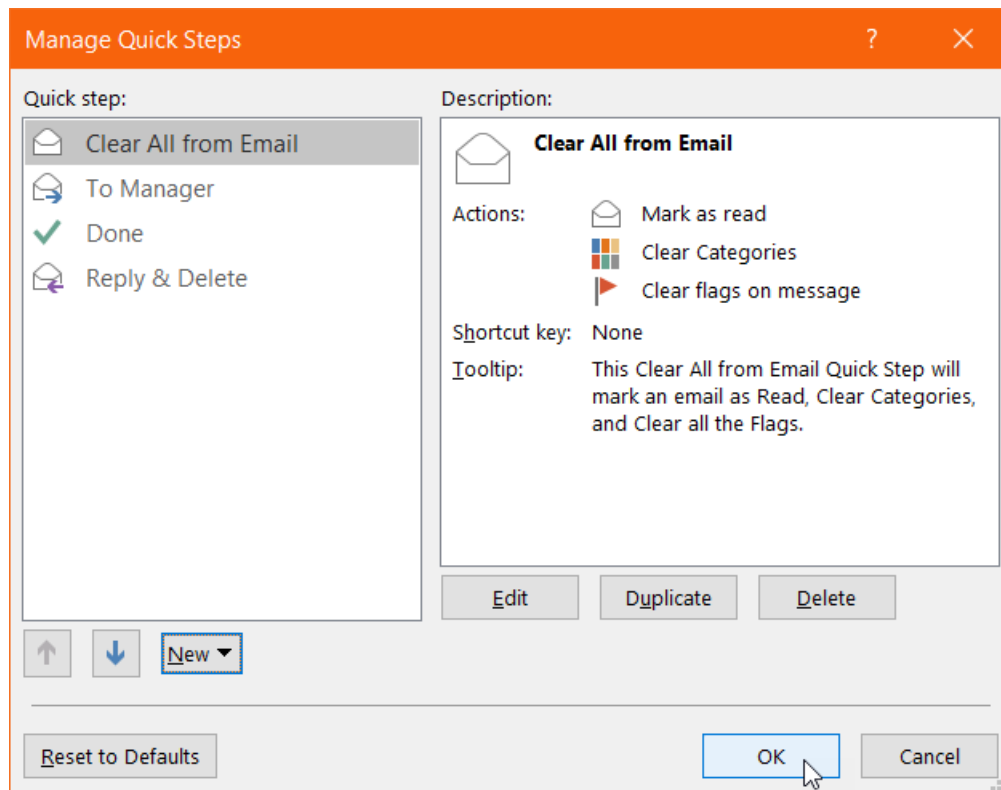 Manage Quick Steps
?
Quick step:
Clear All from Email
To Manager
Done
Reply & Delete
New
Description:
Clear All from Email
Actions:
Mark as read
Clear Categories
Clear flags on message
Shortcut key: None
Tooltip: This Clear All from Email Quick Step will
mark an email as Read, Clear Categories,
and Clear all the Flags.
Edit Duplicate Delete
Reset to Defaults OK Cancel